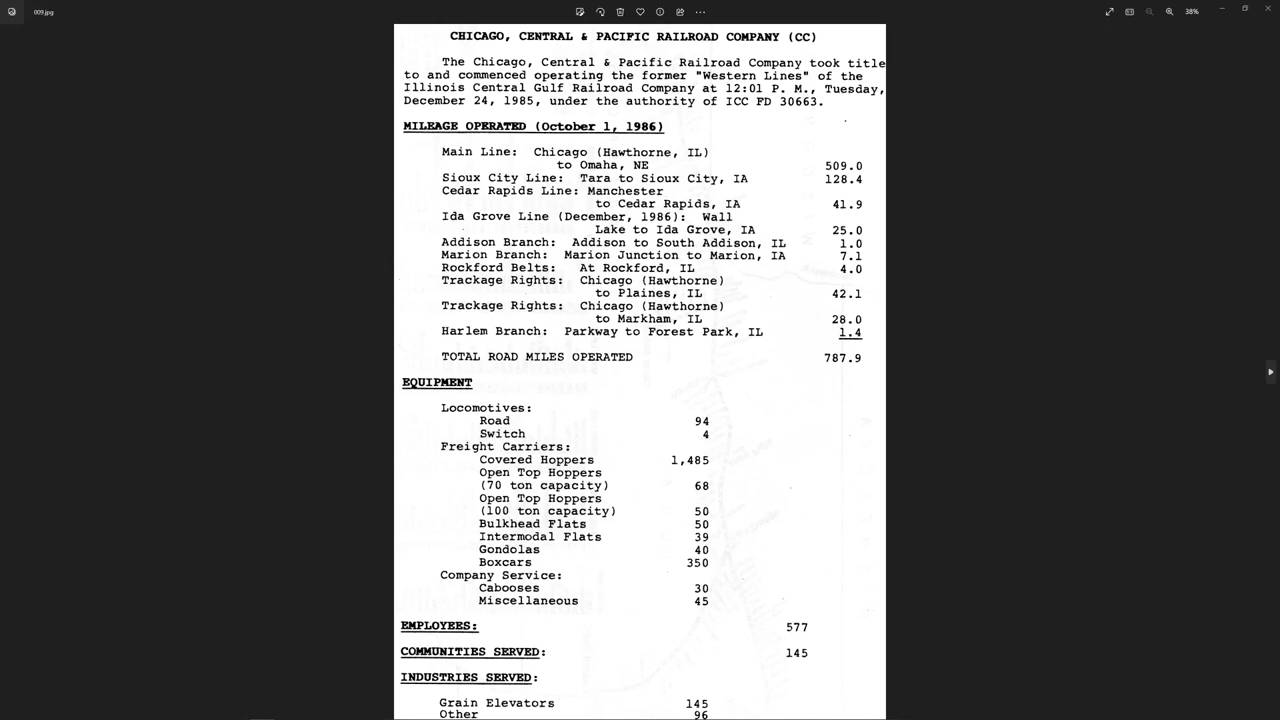 009.jpg
38%
CHICAGO, CENTRAL & PACIFIC RAILROAD COMPANY (CC)
The Chicago, Central & Pacific Railroad Company took title
to and commenced operating the former "Western Lines" of the
Illinois Central Gulf Railroad Company at 12:01 P. M., Tuesday,
December 24, 1985, under the authority of ICC FD 30663.
MILEAGE OPERATED (October 1, 1986)
Main Line: Chicago (Hawthorne, IL)
to Omaha, NE 509.0
Sioux City Line: Tara to Sioux City, IA 128.4
Cedar Rapids Line: Manchester
to Cedar Rapids, IA 41.9
Ida Grove Line (December, 1986): Wall
Lake to Ida Grove, IA 25.0
Addison Branch: Addison to South Addison, IL 1.0
Marion Branch: Marion Junction to Marion, IA 7.1
Rockford Belts: At Rockford, IL 4.0
Trackage Rights: Chicago (Hawthorne)
to Plaines, IL 42.1
Trackage Rights: Chicago (Hawthorne)
to Markham, IL 28.0
Harlem Branch: Parkway to Forest Park, IL 1.4
TOTAL ROAD MILES OPERATED 787.9
EQUIPMENT
Locomotives:
Road 94
Switch 4
Freight Carriers:
Covered Hoppers 1,485
Open Top Hoppers
(70 ton capacity) 68
Open Top Hoppers
(100 ton capacity) 50
Bulkhead Flats 50
Intermodal Flats 39
Gondolas 40
Boxcars 350
Company Service:
Cabooses 30
Miscellaneous 45
EMPLOYEES: 577
COMMUNITIES SERVED: 145
INDUSTRIES SERVED:
Grain Elevators 145
Other 96